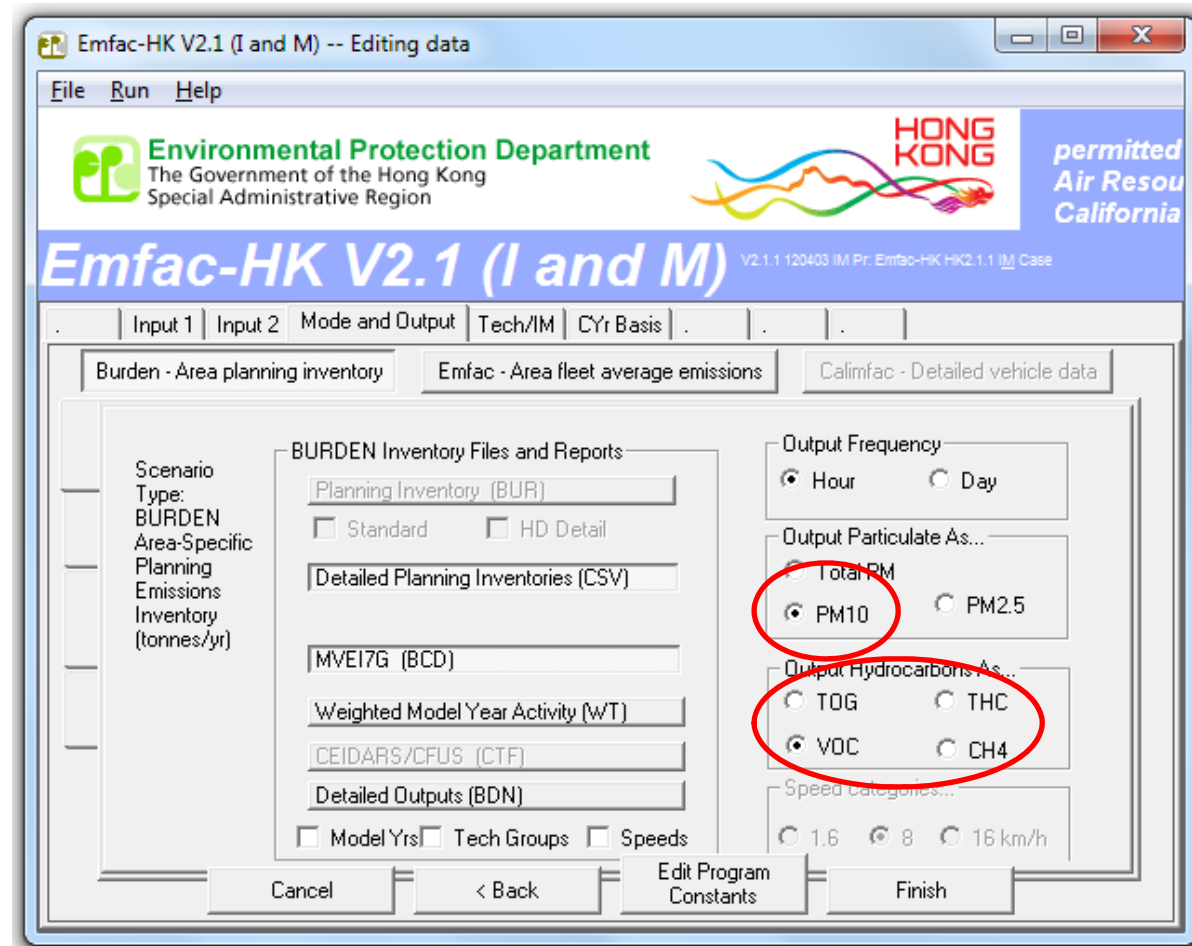 Emfac-HK V2.1 (I and M) -- Editing data
File Run Help
Environmental Protection Department
The Government of the Hong Kong
Special Administrative Region
HONG
KONG
permitted
Air Resou
California
Emfac-HK V2.1 (I and M)
V2.1.1 120403 IM Pr: Emfac-HK HK2.1.1 IM Case
. Input 1 Input 2 Mode and Output Tech/IM CYr Basis . . .
Burden - Area planning inventory Emfac - Area fleet average emissions Calimfac - Detailed vehicle data
Scenario
Type:
BURDEN
Area-Specific
Planning
Emissions
Inventory
(tonnes/yr)
BURDEN Inventory Files and Reports
Planning Inventory (BUR)
Standard HD Detail
Detailed Planning Inventories (CSV)
MVEI7G (BCD)
Weighted Model Year Activity (WT)
CEIDARS/CFUS (CTF)
Detailed Outputs (BDN)
Model Yrs Tech Groups Speeds
Output Frequency
Hour Day
Output Particulate As...
Total PM
PM10 PM2.5
Output Hydrocarbons As...
TOG THC
VOC CH4
Speed Categories...
1.6 8 16 km/h
Cancel < Back Edit Program Constants Finish